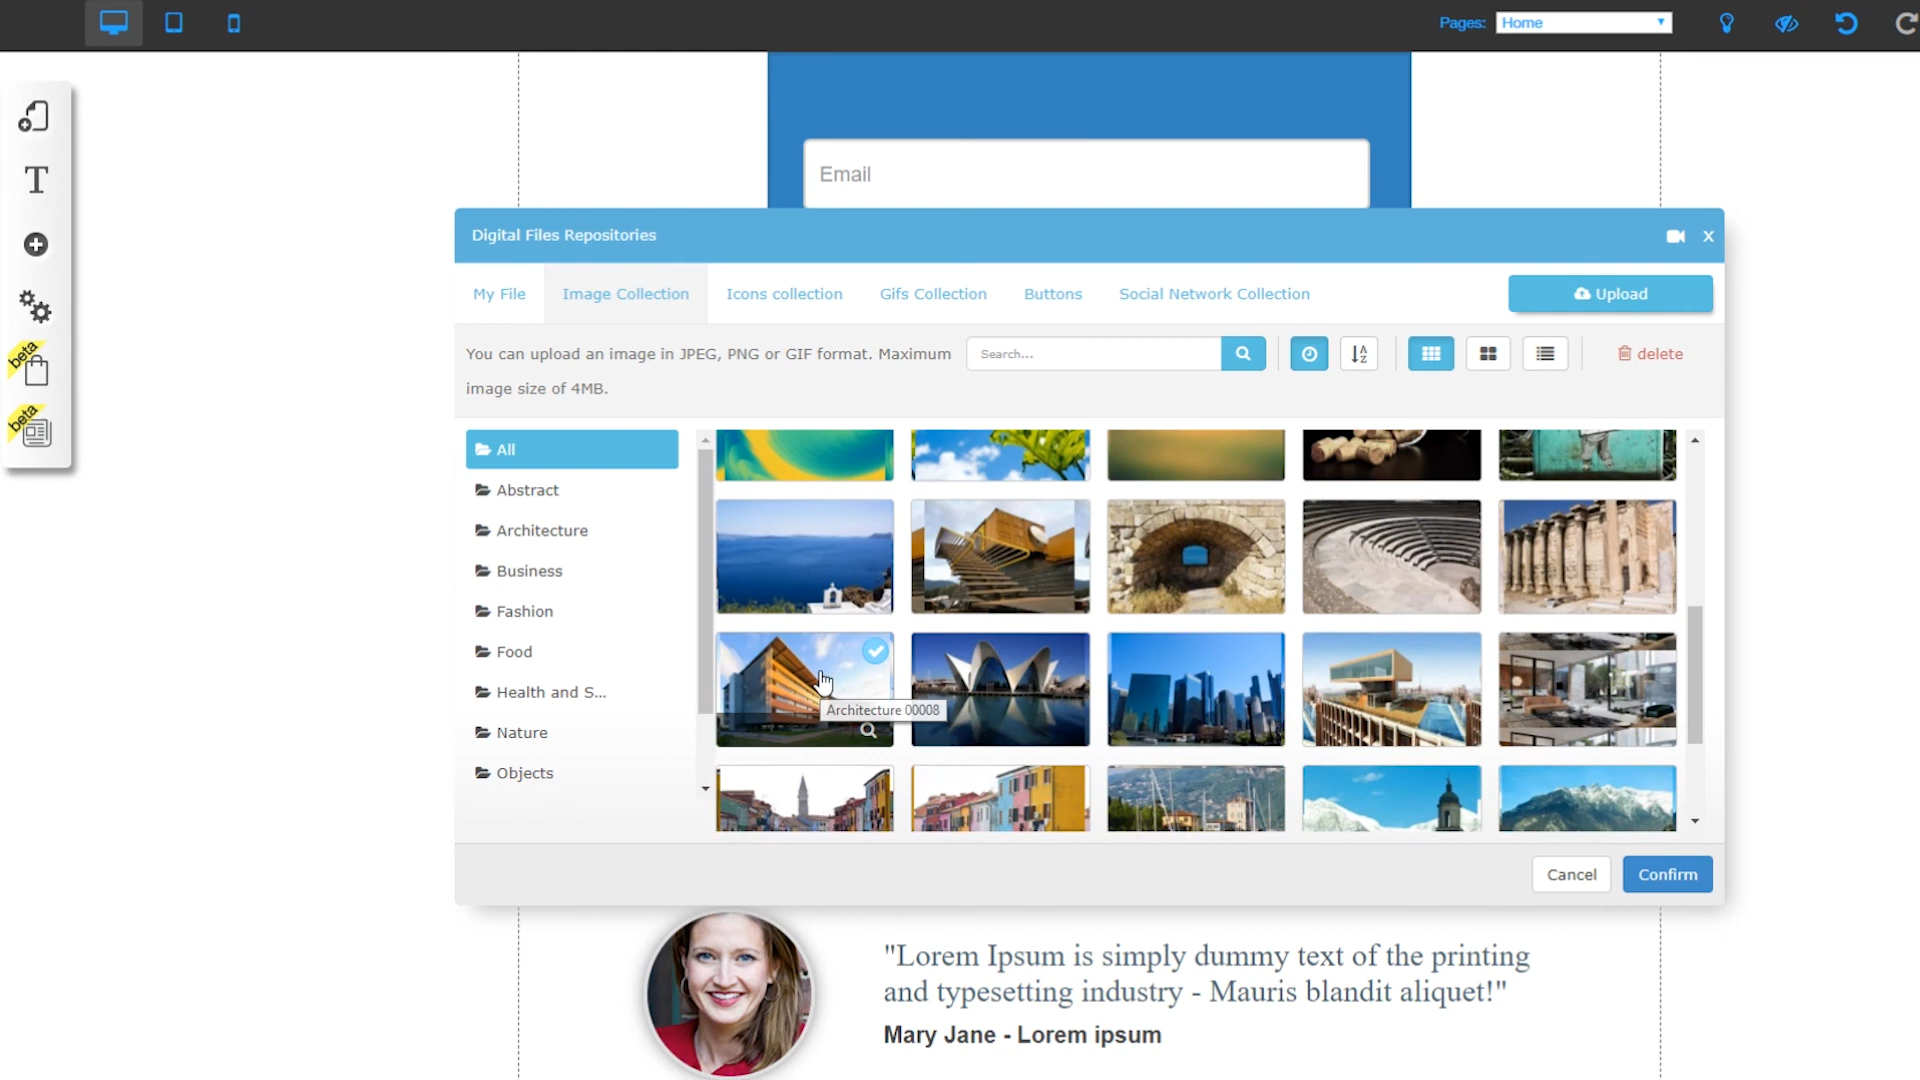 Pages: Home
T
beta
beta
Email
Digital Files Repositories
X
My File Image Collection Icons collection Gifs Collection Buttons Social Network Collection Upload
You can upload an image in JPEG, PNG or GIF format. Maximum
image size of 4MB.
Search...
A
Z
delete
All
Abstract
Architecture
Business
Fashion
Food
Health and S...
Nature
Objects
Architecture 00008
Cancel Confirm
"Lorem Ipsum is simply dummy text of the printing
and typesetting industry - Mauris blandit aliquet!"
Mary Jane - Lorem ipsum